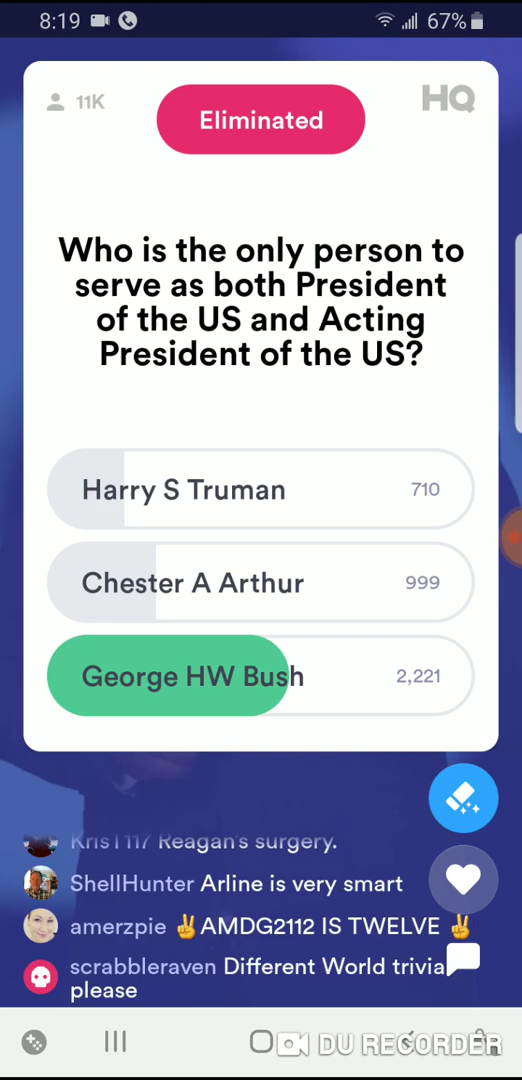 8:19 67%
11K Eliminated HQ
Who is the only person to
serve as both President
of the US and Acting
President of the US?
Harry S Truman 710
Chester A Arthur 999
George HW Bush 2,221
KrisT117 Reagan's surgery.
ShellHunter Arline is very smart
amerzpie ✌AMDG2112 IS TWELVE ✌
scrabbleraven Different World trivia
please
DU RECORDER